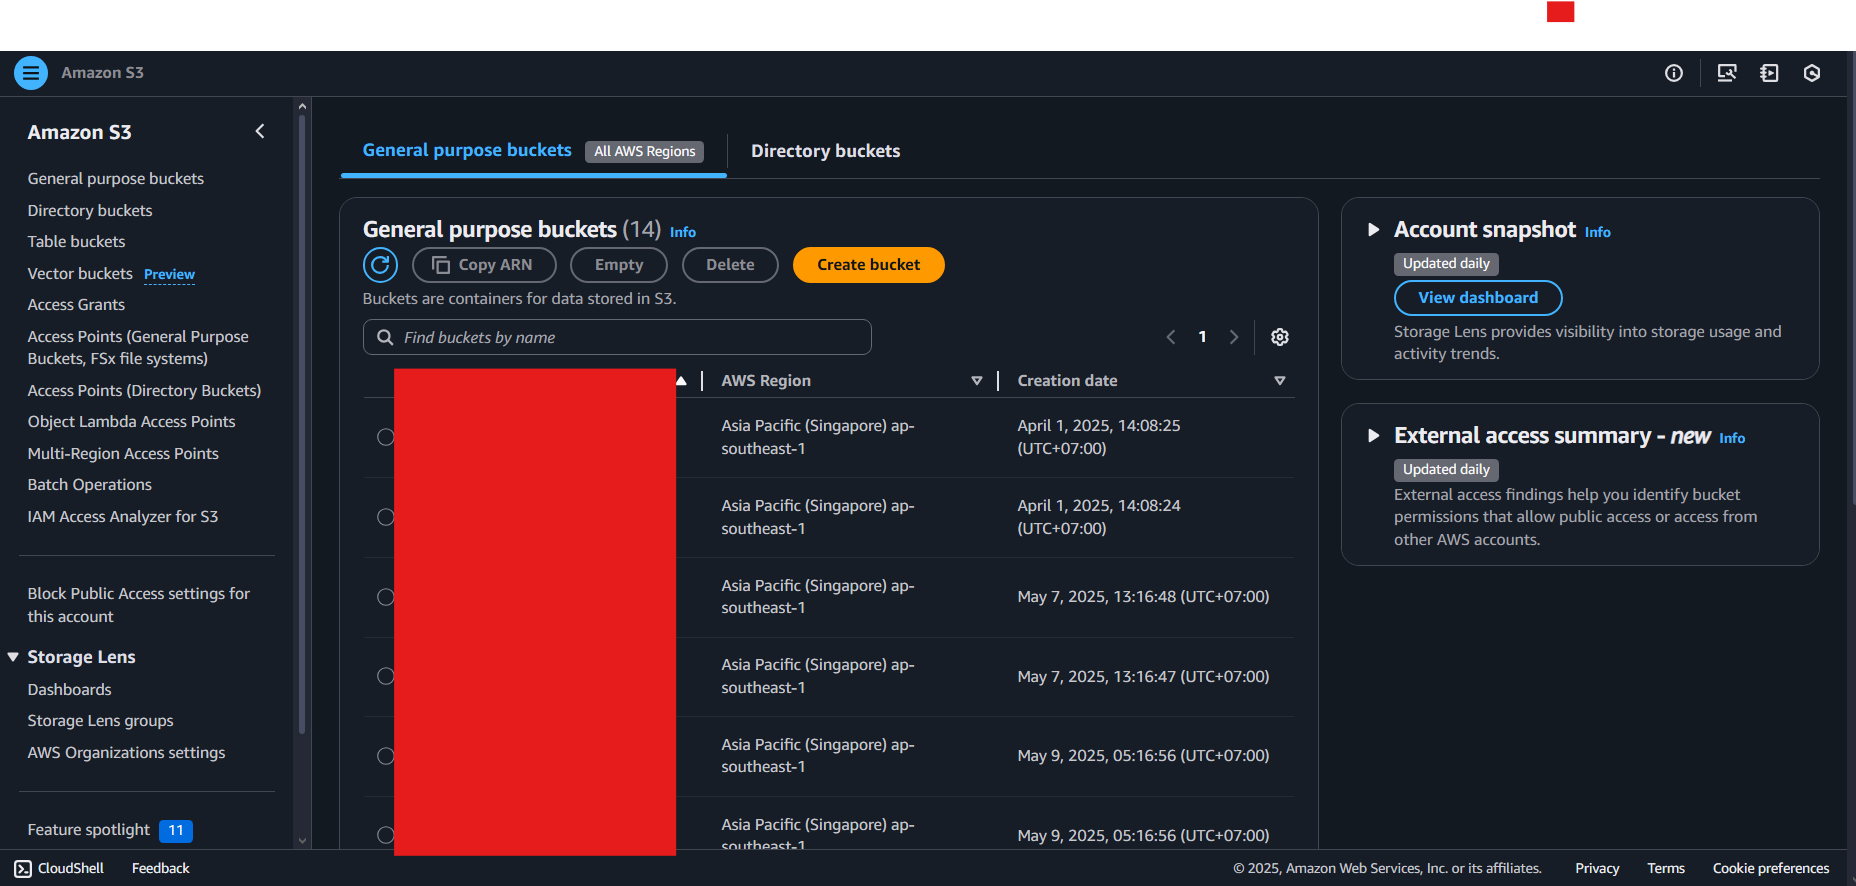 Amazon S3
Amazon S3
General purpose buckets
Directory buckets
Table buckets
Vector buckets Preview
Access Grants
Access Points (General Purpose
Buckets, FSx file systems)
Access Points (Directory Buckets)
Object Lambda Access Points
Multi-Region Access Points
Batch Operations
IAM Access Analyzer for S3
Block Public Access settings for
this account
Storage Lens
Dashboards
Storage Lens groups
AWS Organizations settings
Feature spotlight 11
General purpose buckets All AWS Regions Directory buckets
General purpose buckets (14) Info
Copy ARN Empty Delete Create bucket
Buckets are containers for data stored in S3.
Find buckets by name 1
AWS Region Creation date
Asia Pacific (Singapore) ap-
southeast-1
April 1, 2025, 14:08:25
(UTC+07:00)
Asia Pacific (Singapore) ap-
southeast-1
April 1, 2025, 14:08:24
(UTC+07:00)
Asia Pacific (Singapore) ap-
southeast-1
May 7, 2025, 13:16:48 (UTC+07:00)
Asia Pacific (Singapore) ap-
southeast-1
May 7, 2025, 13:16:47 (UTC+07:00)
Asia Pacific (Singapore) ap-
southeast-1
May 9, 2025, 05:16:56 (UTC+07:00)
Asia Pacific (Singapore) ap-
southeast-1
May 9, 2025, 05:16:56 (UTC+07:00)
Account snapshot Info
Updated daily
View dashboard
Storage Lens provides visibility into storage usage and
activity trends.
External access summary - new Info
Updated daily
External access findings help you identify bucket
permissions that allow public access or access from
other AWS accounts.
CloudShell Feedback
© 2025, Amazon Web Services, Inc. or its affiliates. Privacy Terms Cookie preferences